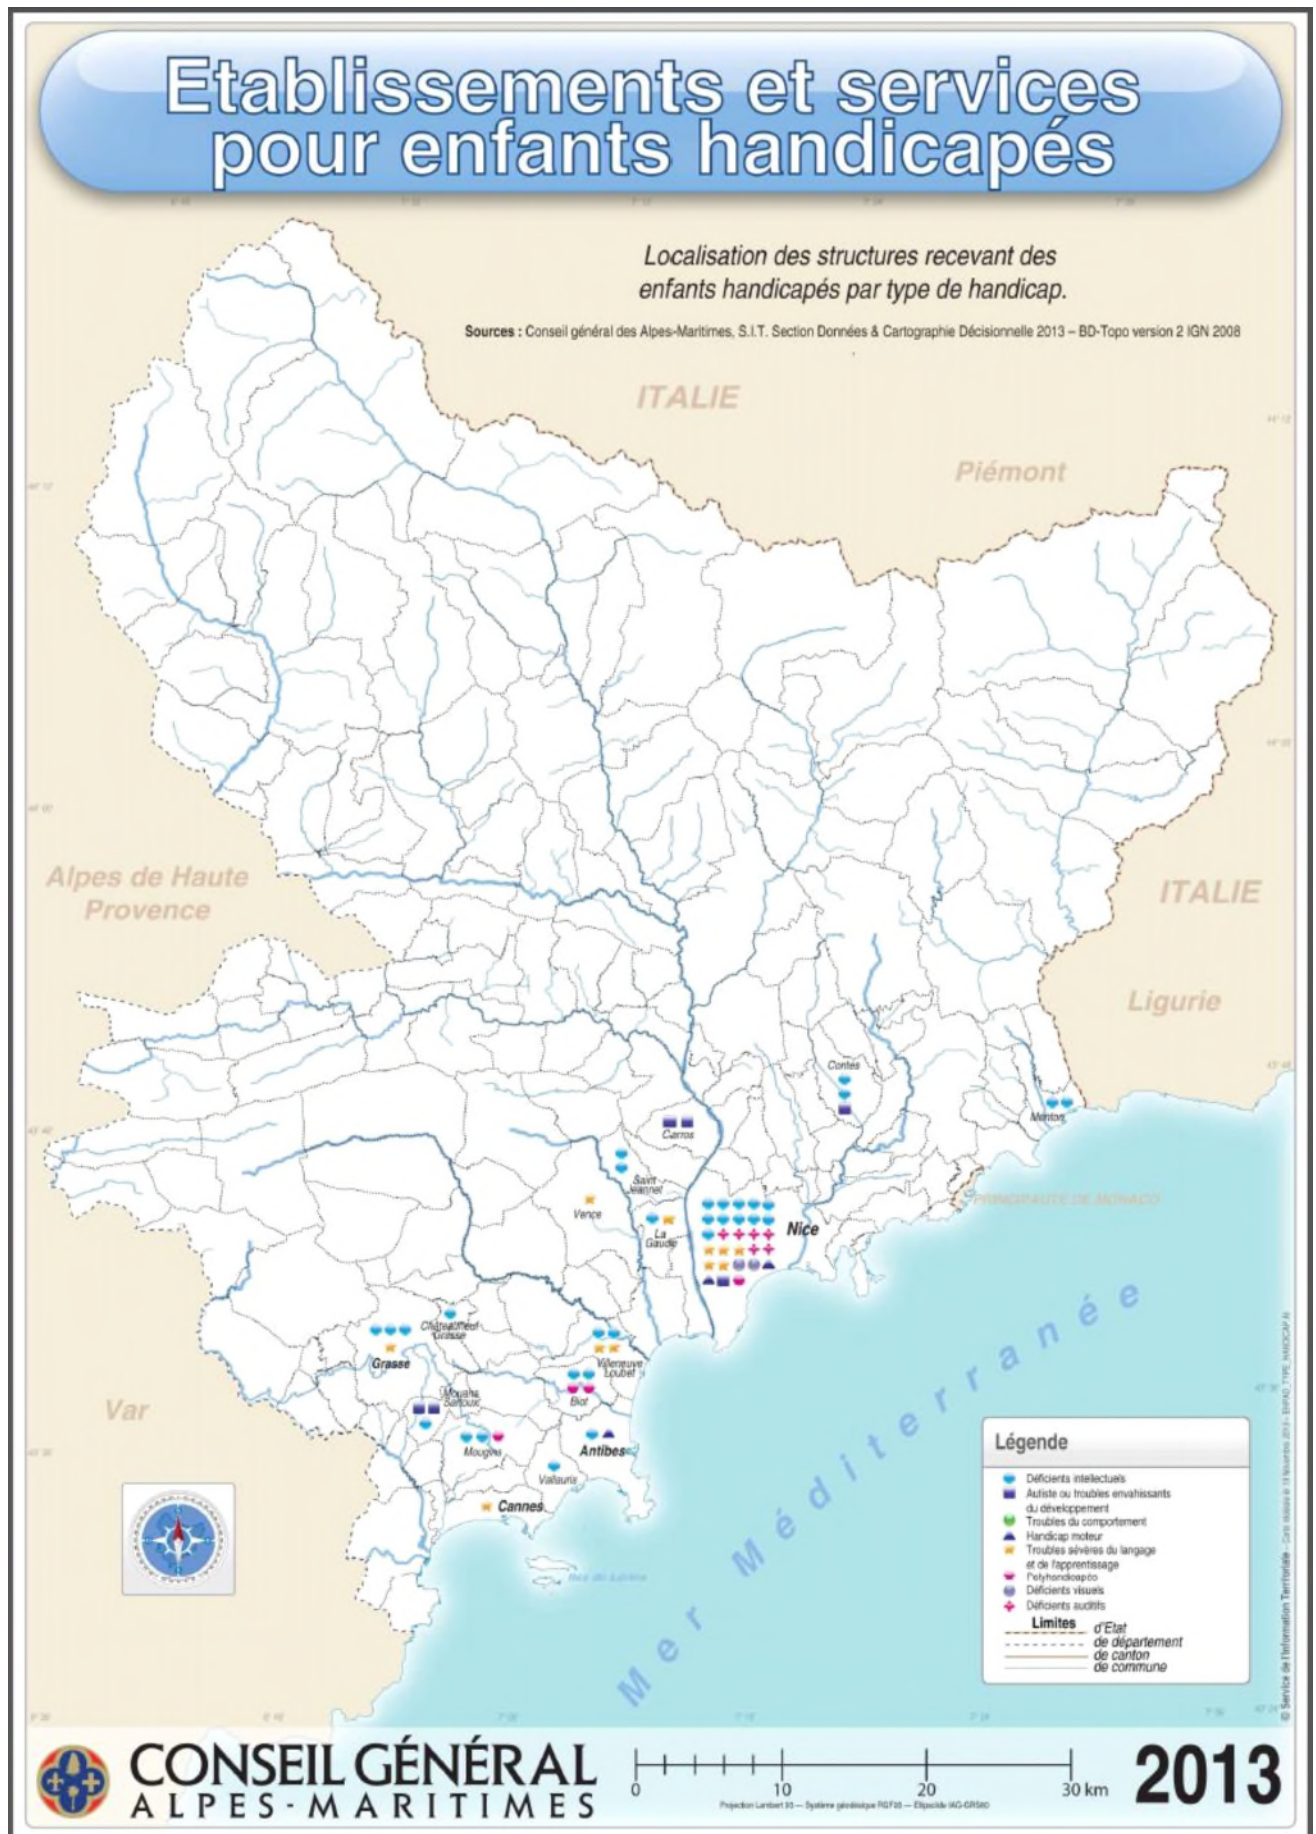 Etablissements et services
pour enfants handicapés
Localisation des structures recevant des
enfants handicapés par type de handicap.
Sources : Conseil général des Alpes-Maritimes, S.I.T. Section Données & Cartographie Décisionnelle 2013 – BD-Topo version 2 IGN 2008
ITALIE
Piémont
Alpes de Haute
Provence
ITALIE
Ligurie
Contes
Menton
Carros
Saint
Jeannet
PRINCIPAUTE DE MONACO
Vence
La
Gaude
Nice
Châteauneuf
Grasse
Grasse
Villeneuve
Loubet
Mouans
Sartoux
Biot
Var
Mougins
Antibes
Vallauris
Cannes
Mer Méditerranée
Légende
Déficients intellectuels
Autiste ou troubles envahissants
du développement
Troubles du comportement
Handicap moteur
Troubles sévères du langage
et de l'apprentissage
Polyhandicapés
Déficients visuels
Déficients auditifs
Limites
d'Etat
de département
de canton
de commune
CONSEIL GÉNÉRAL
ALPES-MARITIMES
0 10 20 30 km
2013